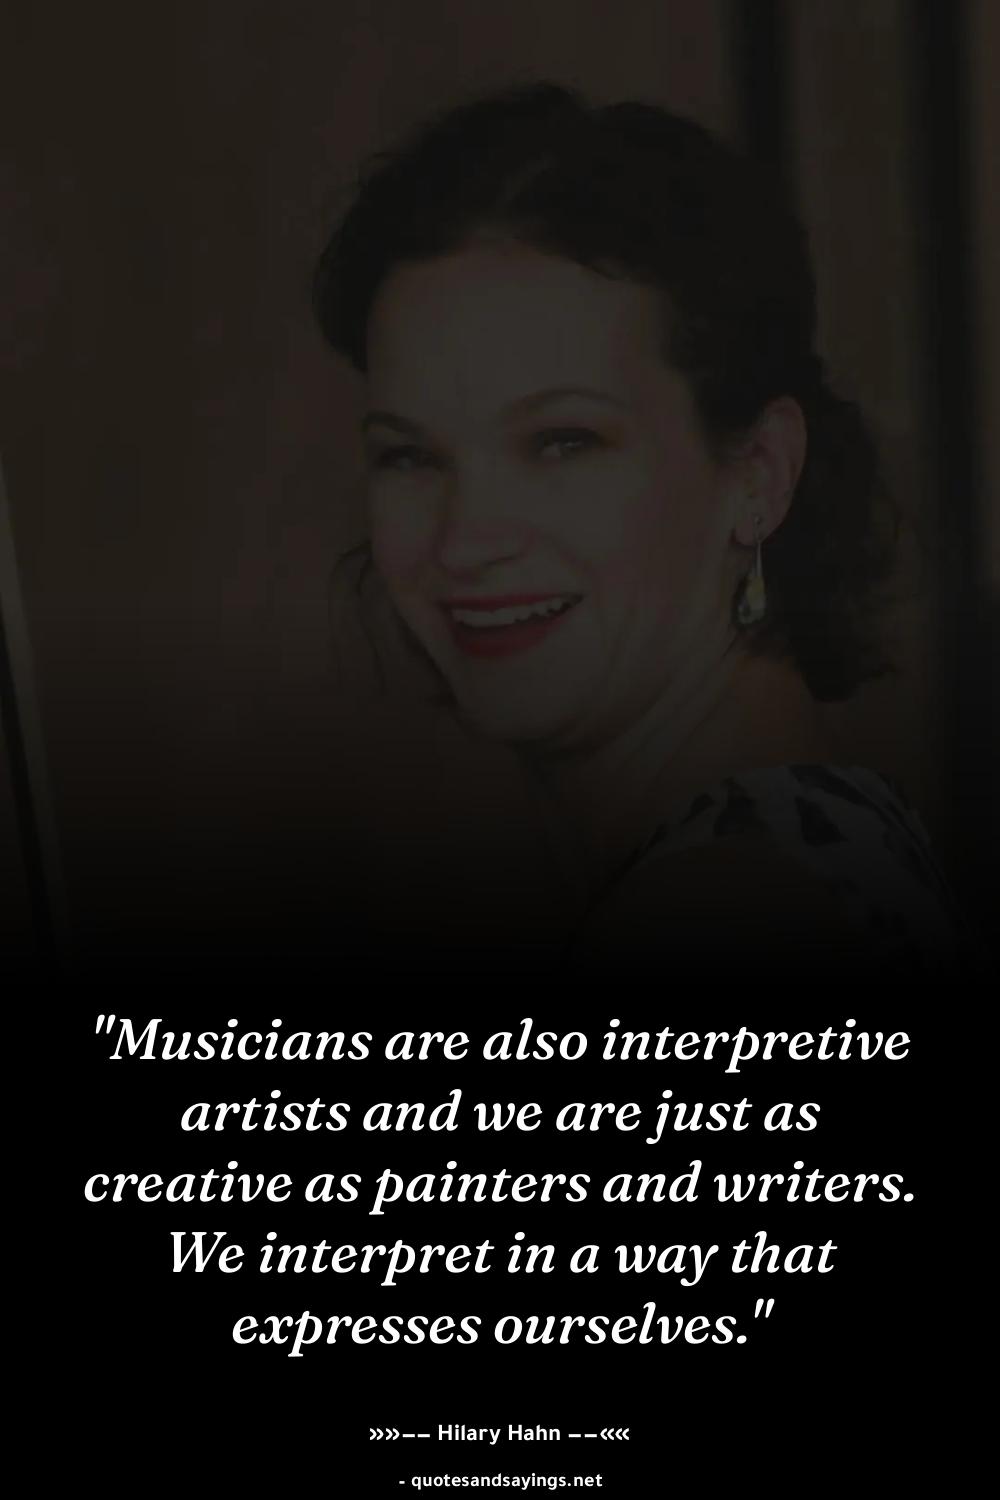 "Musicians are also interpretive
artists and we are just as
creative as painters and writers.
We interpret in a way that
expresses ourselves."
»»−− Hilary Hahn −−««
- quotesandsayings.net